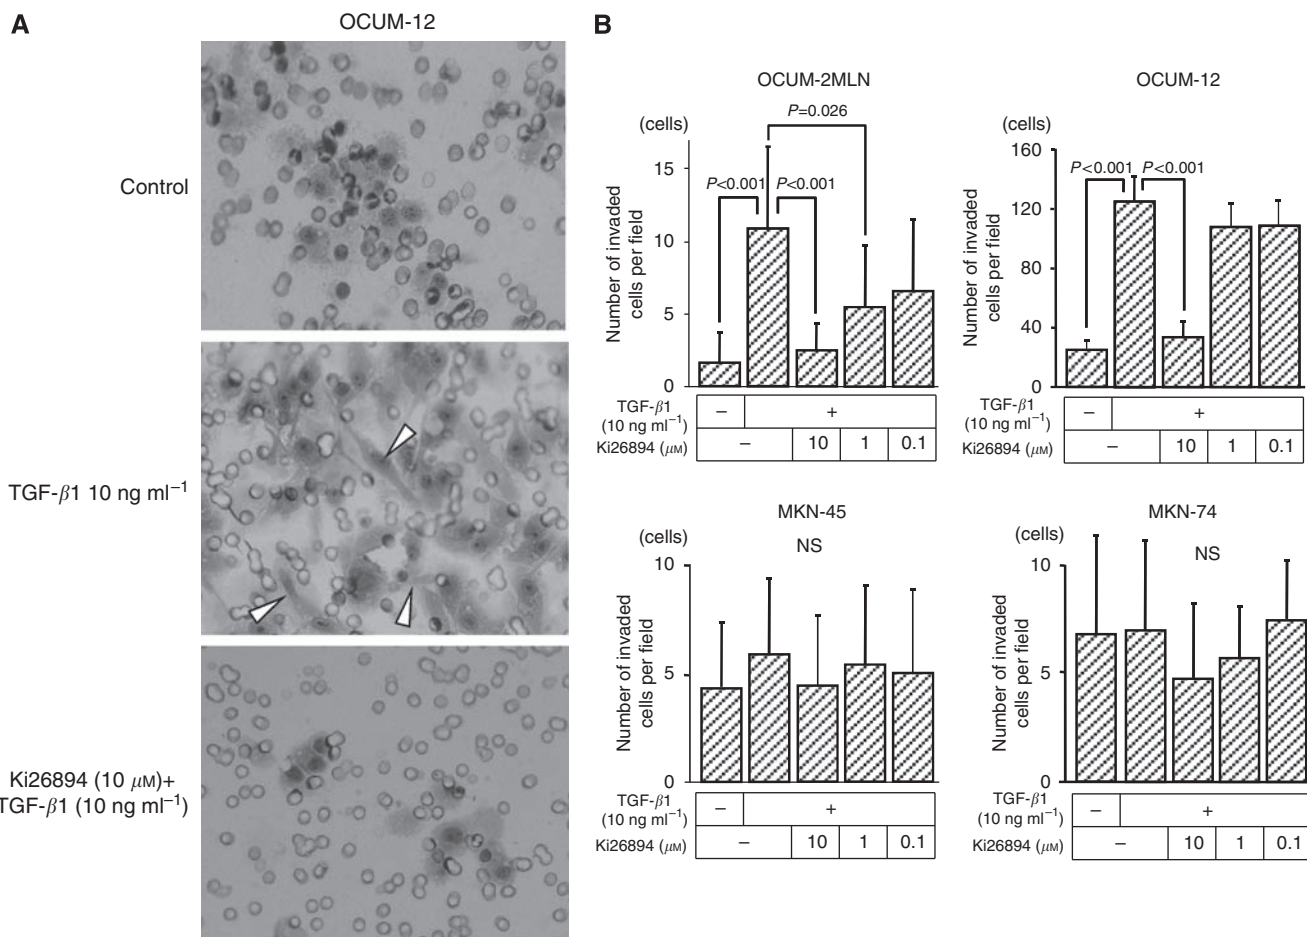 A
OCUM-12
Control
TGF-β1 10 ng ml⁻¹
Ki26894 (10 μM)+
TGF-β1 (10 ng ml⁻¹)
B
OCUM-2MLN
(cells)
Number of invaded
cells per field
15
10
5
0
P=0.026
P<0.001
P<0.001
TGF-β1
(10 ng ml⁻¹)
– +
Ki26894 (μM)
– 10 1 0.1
OCUM-12
(cells)
Number of invaded
cells per field
160
120
80
40
0
P<0.001
P<0.001
TGF-β1
(10 ng ml⁻¹)
– +
Ki26894 (μM)
– 10 1 0.1
MKN-45
(cells)
NS
Number of invaded
cells per field
10
5
0
TGF-β1
(10 ng ml⁻¹)
– +
Ki26894 (μM)
– 10 1 0.1
MKN-74
(cells)
NS
Number of invaded
cells per field
10
5
0
TGF-β1
(10 ng ml⁻¹)
– +
Ki26894 (μM)
– 10 1 0.1